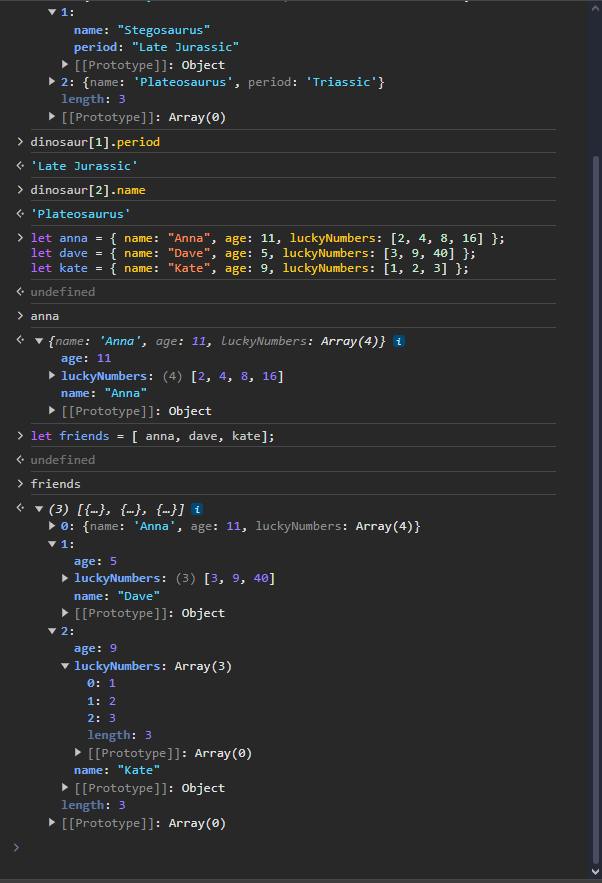 1:
name: "Stegosaurus"
period: "Late Jurassic"
[[Prototype]]: Object
2: {name: 'Plateosaurus', period: 'Triassic'}
length: 3
[[Prototype]]: Array(0)
dinosaur[1].period
'Late Jurassic'
dinosaur[2].name
'Plateosaurus'
let anna = { name: "Anna", age: 11, luckyNumbers: [2, 4, 8, 16] };
let dave = { name: "Dave", age: 5, luckyNumbers: [3, 9, 40] };
let kate = { name: "Kate", age: 9, luckyNumbers: [1, 2, 3] };
undefined
anna
{name: 'Anna', age: 11, luckyNumbers: Array(4)} i
age: 11
luckyNumbers: (4) [2, 4, 8, 16]
name: "Anna"
[[Prototype]]: Object
let friends = [ anna, dave, kate];
undefined
friends
(3) [{…}, {…}, {…}] i
0: {name: 'Anna', age: 11, luckyNumbers: Array(4)}
1:
age: 5
luckyNumbers: (3) [3, 9, 40]
name: "Dave"
[[Prototype]]: Object
2:
age: 9
luckyNumbers: Array(3)
0: 1
1: 2
2: 3
length: 3
[[Prototype]]: Array(0)
name: "Kate"
[[Prototype]]: Object
length: 3
[[Prototype]]: Array(0)